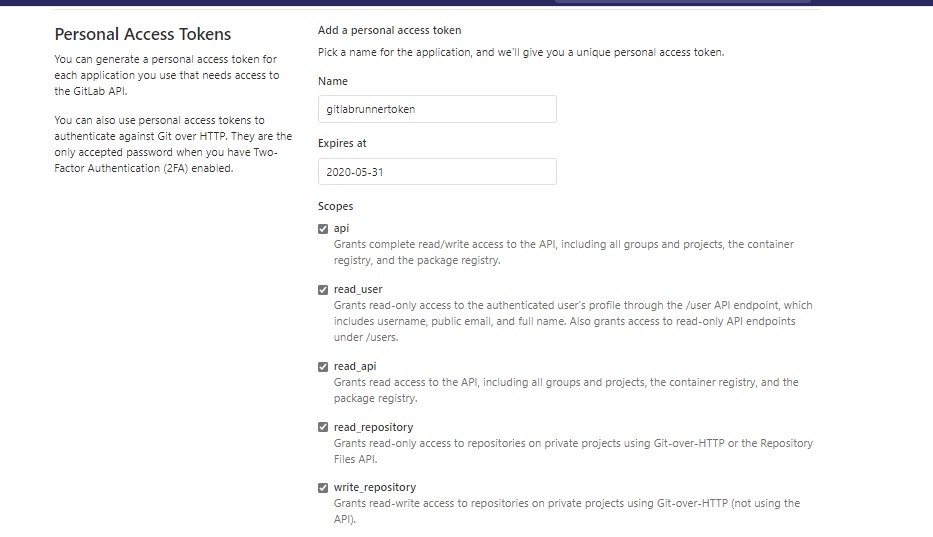 Personal Access Tokens
You can generate a personal access token for
each application you use that needs access to
the GitLab API.
You can also use personal access tokens to
authenticate against Git over HTTP. They are the
only accepted password when you have Two-
Factor Authentication (2FA) enabled.
Add a personal access token
Pick a name for the application, and we'll give you a unique personal access token.
Name
gitlabrunnertoken
Expires at
2020-05-31
Scopes
api
Grants complete read/write access to the API, including all groups and projects, the container
registry, and the package registry.
read_user
Grants read-only access to the authenticated user's profile through the /user API endpoint, which
includes username, public email, and full name. Also grants access to read-only API endpoints
under /users.
read_api
Grants read access to the API, including all groups and projects, the container registry, and the
package registry.
read_repository
Grants read-only access to repositories on private projects using Git-over-HTTP or the Repository
Files API.
write_repository
Grants read-write access to repositories on private projects using Git-over-HTTP (not using the
API).